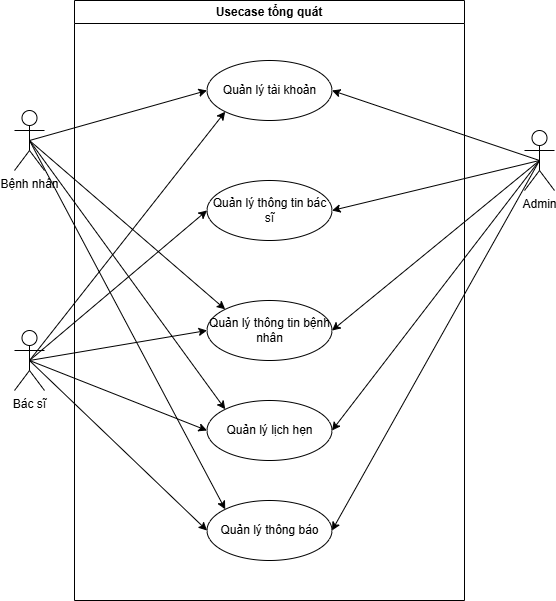 Usecase tổng quát
Quản lý tài khoản
Bệnh nhân
Quản lý thông tin bác
sĩ
Admin
Quản lý thông tin bệnh
nhân
Bác sĩ
Quản lý lịch hẹn
Quản lý thông báo